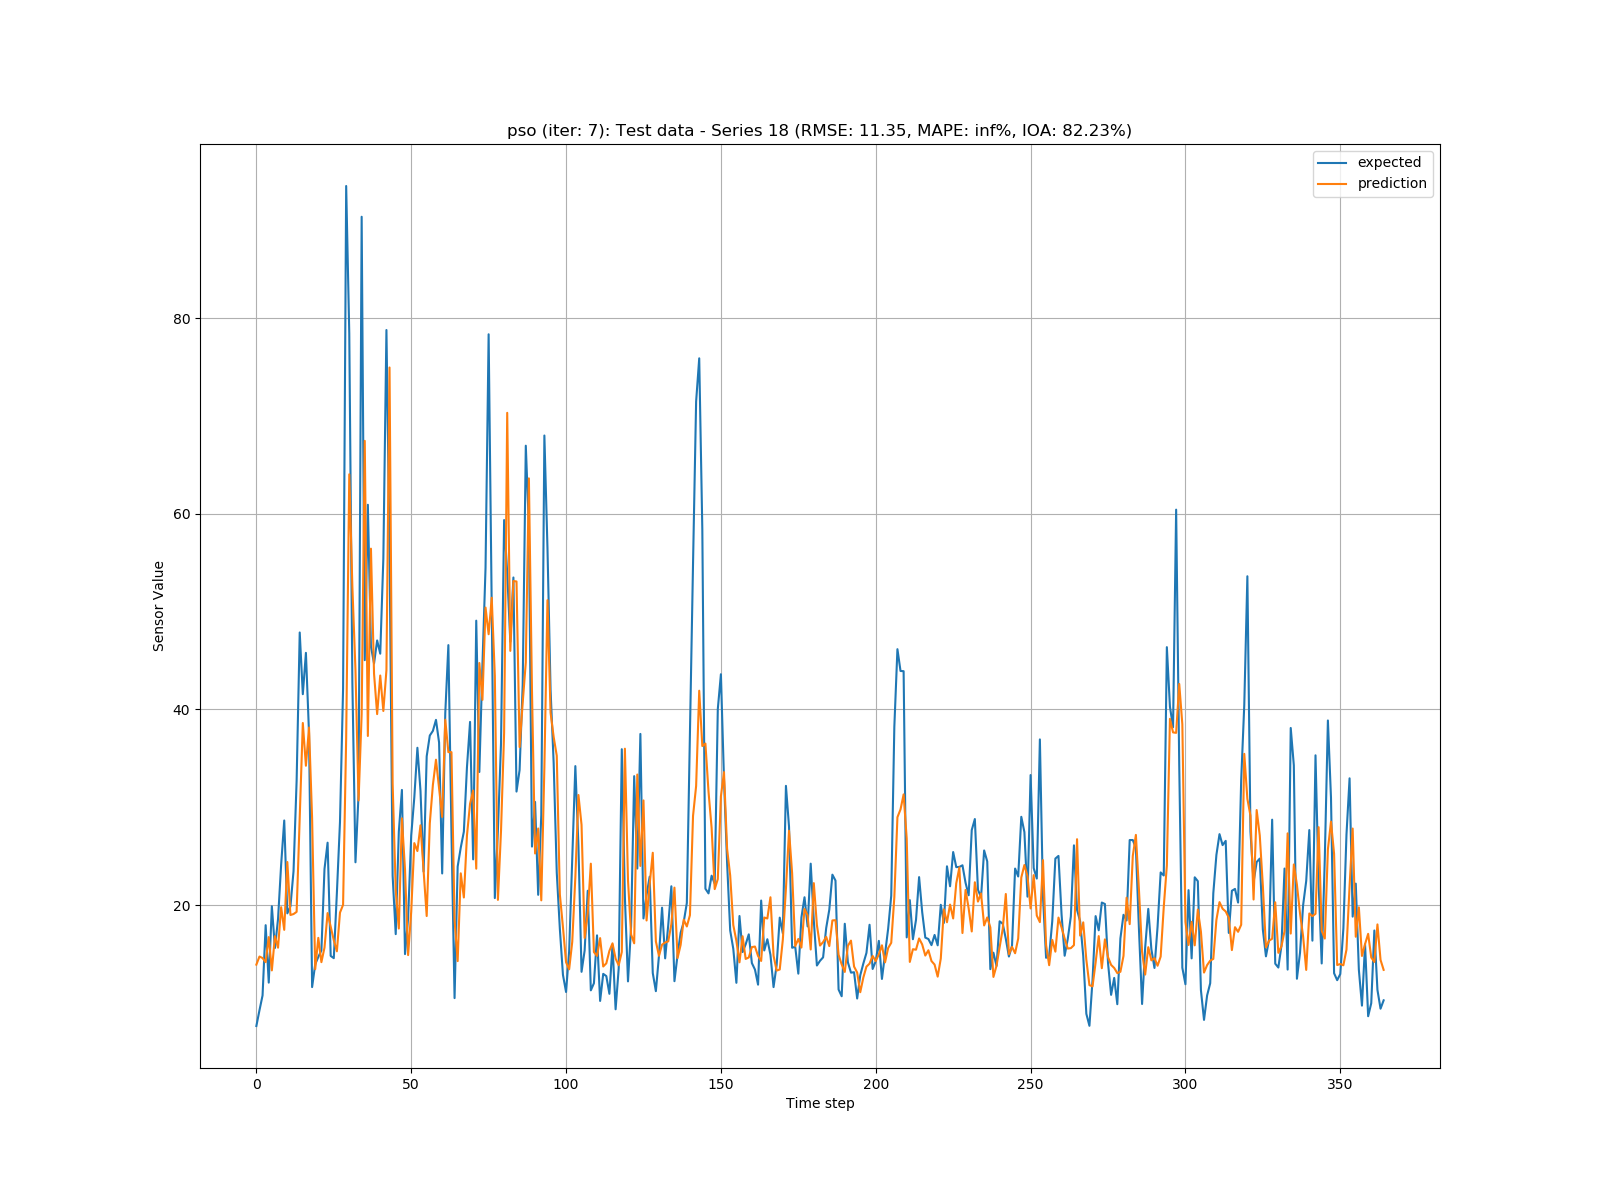 pso (iter: 7): Test data - Series 18 (RMSE: 11.35, MAPE: inf%, IOA: 82.23%)
expected
prediction
80
60
40
20
Sensor Value
0 50 100 150 200 250 300 350
Time step